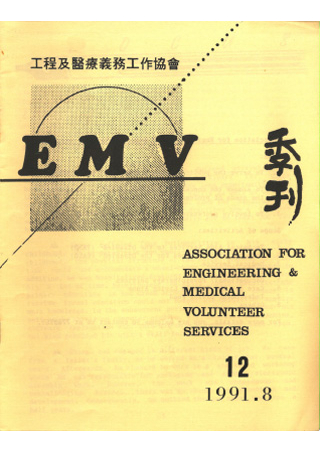 工程及醫療義務工作協會
EMV
季刊
ASSOCIATION FOR
ENGINEERING &
MEDICAL
VOLUNTEER
SERVICES
12
1991.8